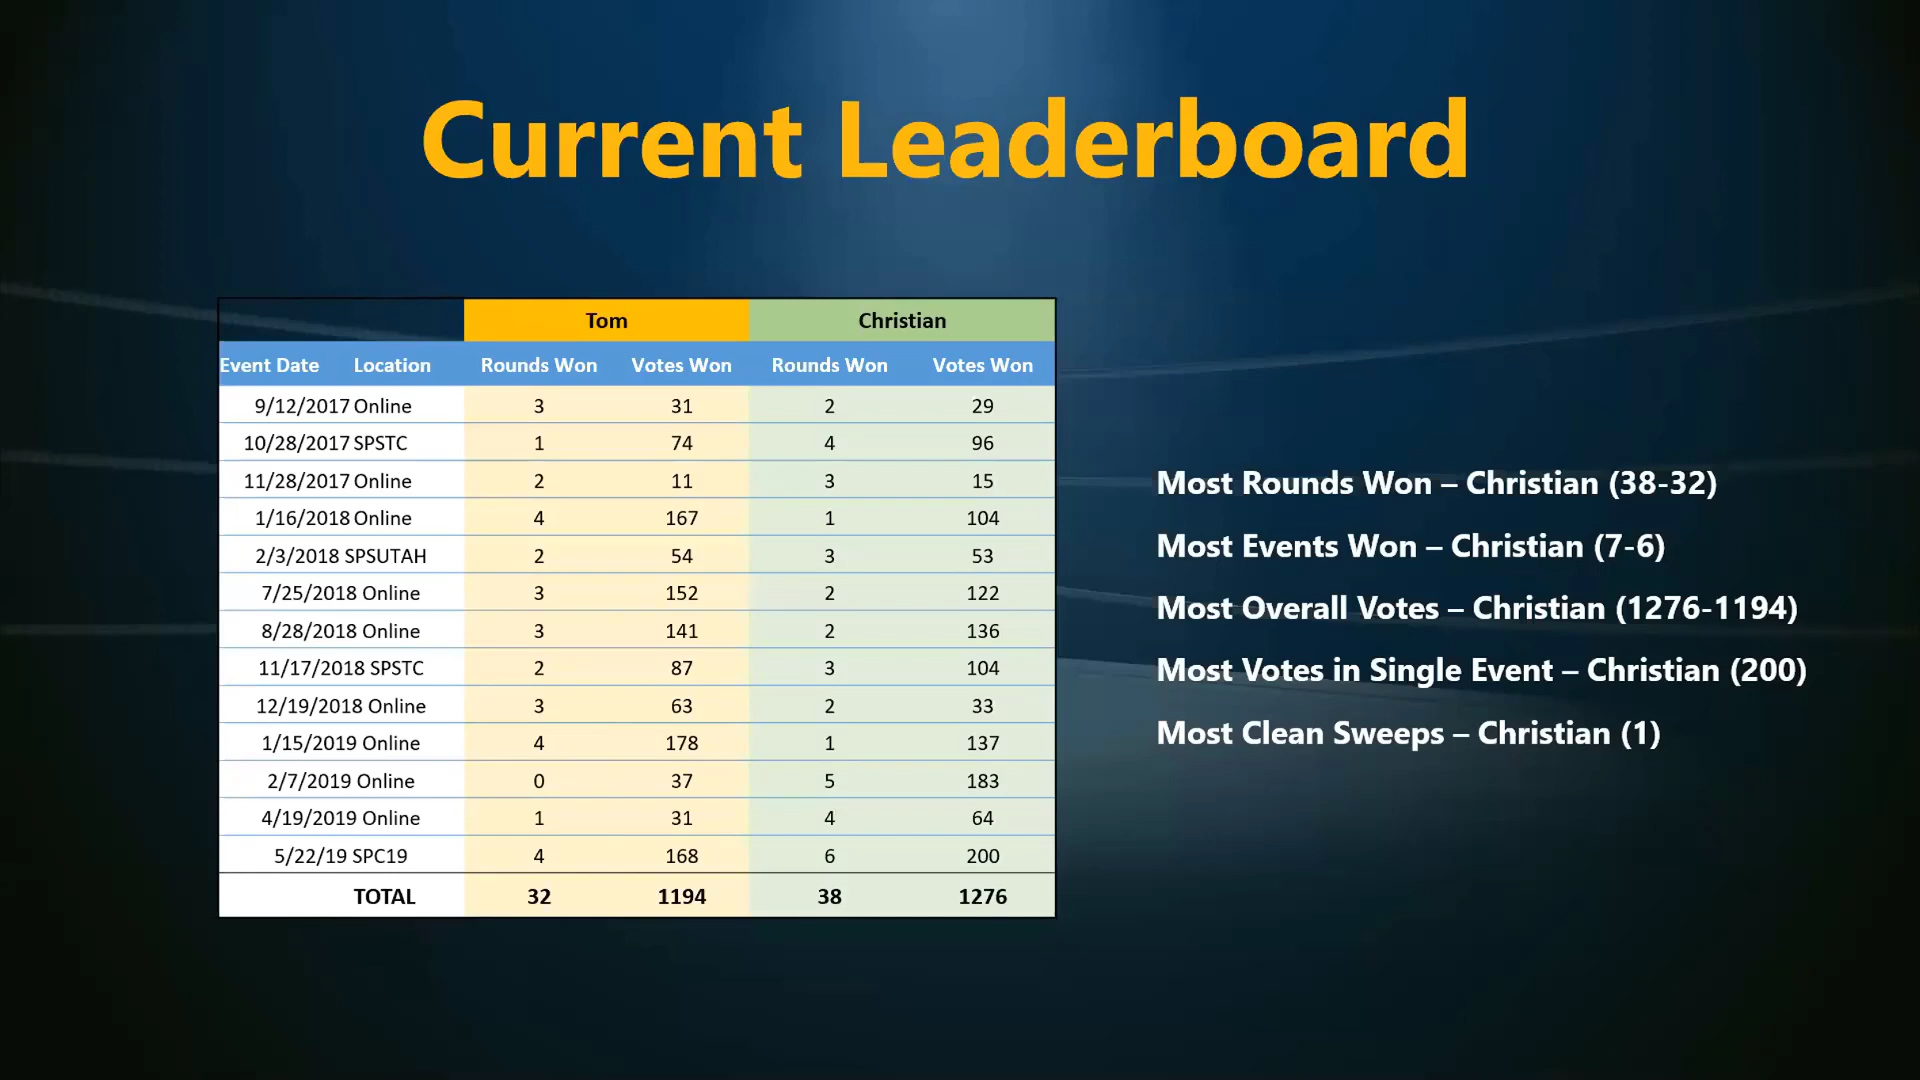 Current Leaderboard
Tom Christian
Event Date Location Rounds Won Votes Won Rounds Won Votes Won
9/12/2017 Online 3 31 2 29
10/28/2017 SPSTC 1 74 4 96
11/28/2017 Online 2 11 3 15
1/16/2018 Online 4 167 1 104
2/3/2018 SPSUTAH 2 54 3 53
7/25/2018 Online 3 152 2 122
8/28/2018 Online 3 141 2 136
11/17/2018 SPSTC 2 87 3 104
12/19/2018 Online 3 63 2 33
1/15/2019 Online 4 178 1 137
2/7/2019 Online 0 37 5 183
4/19/2019 Online 1 31 4 64
5/22/19 SPC19 4 168 6 200
TOTAL 32 1194 38 1276
Most Rounds Won – Christian (38-32)
Most Events Won – Christian (7-6)
Most Overall Votes – Christian (1276-1194)
Most Votes in Single Event – Christian (200)
Most Clean Sweeps – Christian (1)